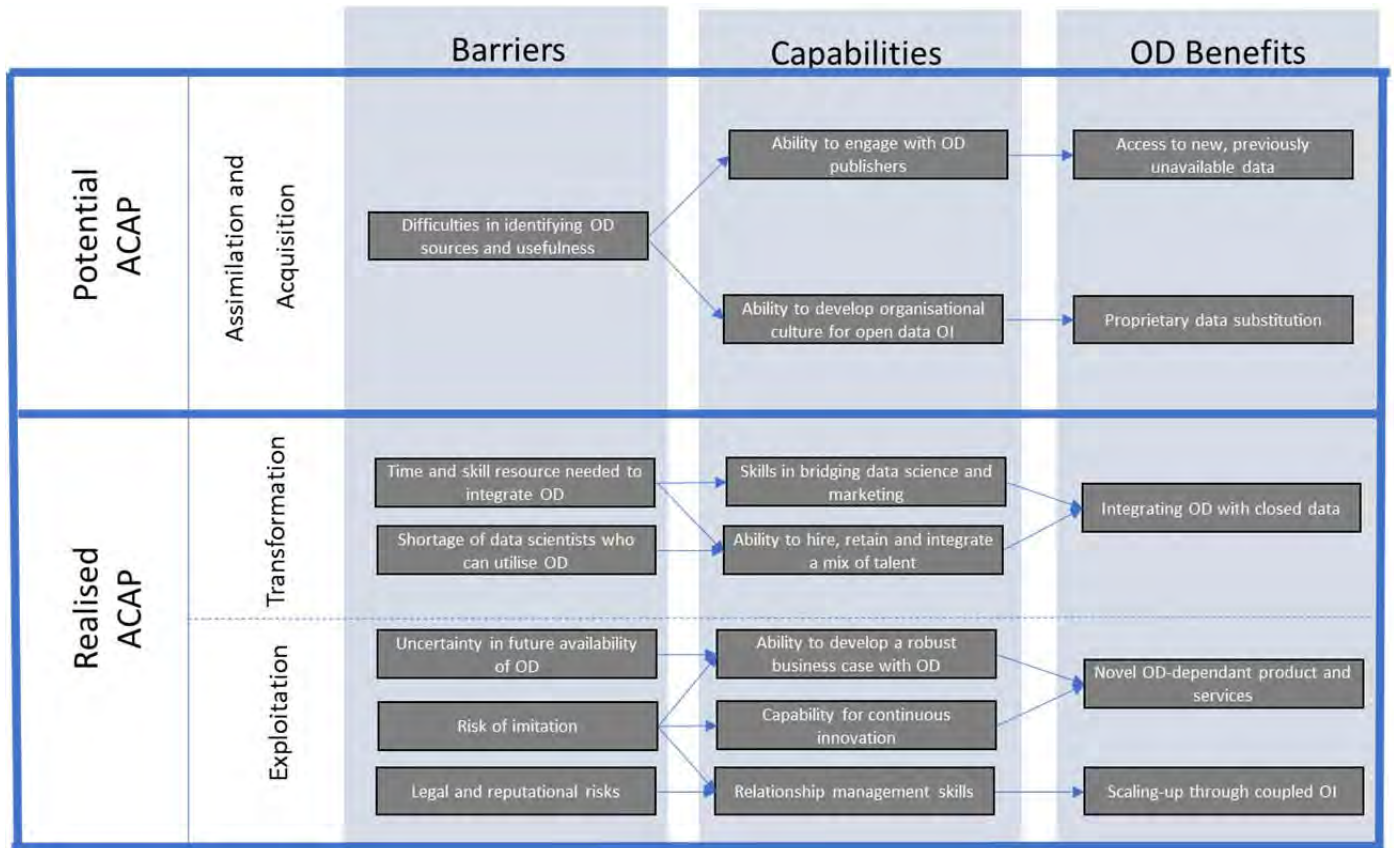 Barriers
Capabilities
OD Benefits
Potential
ACAP
Assimilation and
Acquisition
Difficulties in identifying OD
sources and usefulness
Ability to engage with OD
publishers
Access to new, previously
unavailable data
Ability to develop organisational
culture for open data OI
Proprietary data substitution
Realised
ACAP
Transformation
Time and skill resource needed to
integrate OD
Skills in bridging data science and
marketing
Integrating OD with closed data
Shortage of data scientists who
can utilise OD
Ability to hire, retain and integrate
a mix of talent
Exploitation
Uncertainty in future availability
of OD
Ability to develop a robust
business case with OD
Novel OD-dependant product and
services
Risk of imitation
Capability for continuous
innovation
Legal and reputational risks
Relationship management skills
Scaling-up through coupled OI